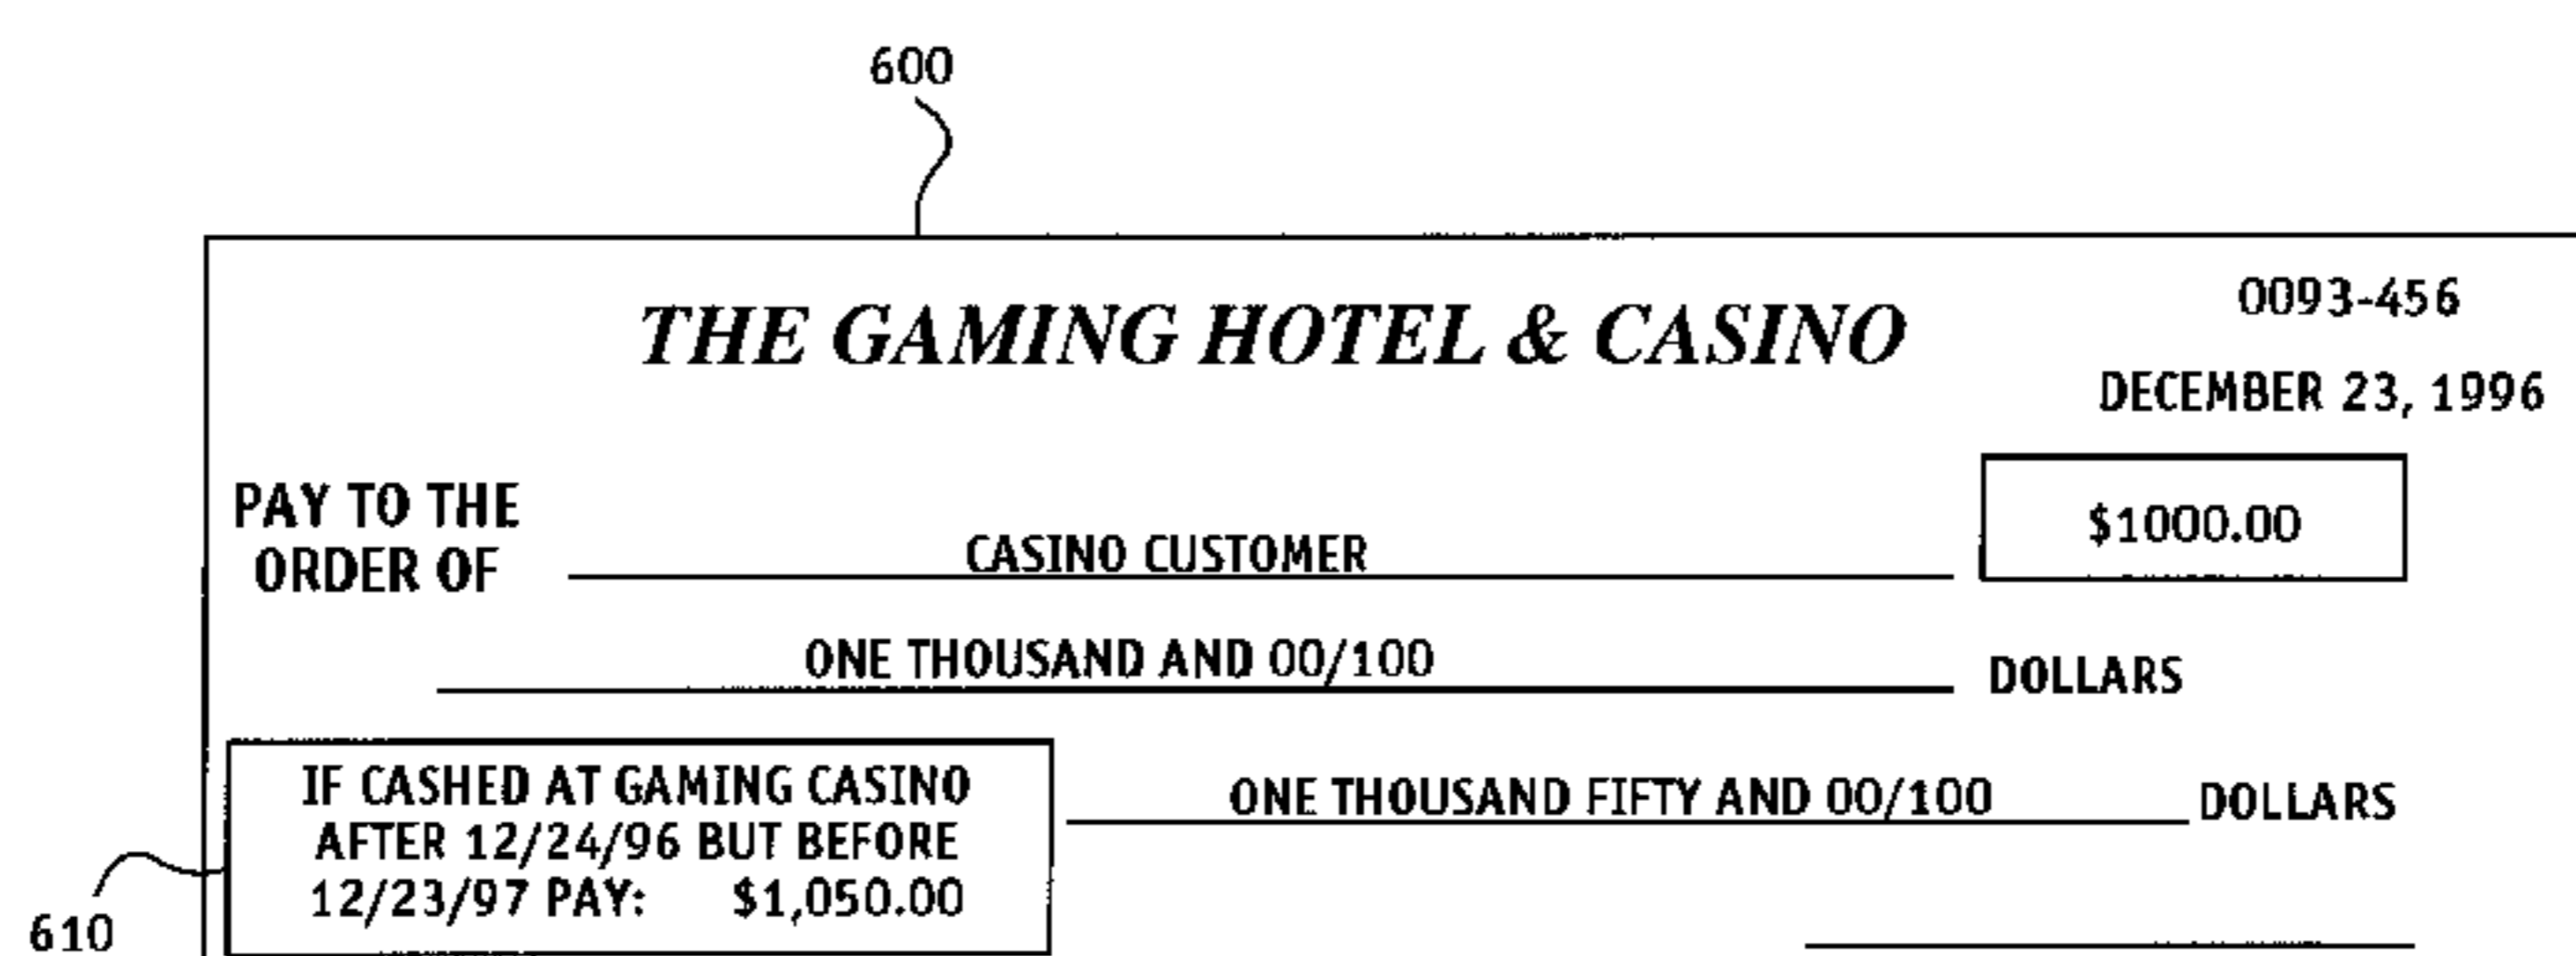 600
THE GAMING HOTEL & CASINO
0093-456
DECEMBER 23, 1996
PAY TO THE
ORDER OF
CASINO CUSTOMER
$1000.00
ONE THOUSAND AND 00/100 DOLLARS
IF CASHED AT GAMING CASINO
AFTER 12/24/96 BUT BEFORE
12/23/97 PAY: $1,050.00
ONE THOUSAND FIFTY AND 00/100 DOLLARS
610